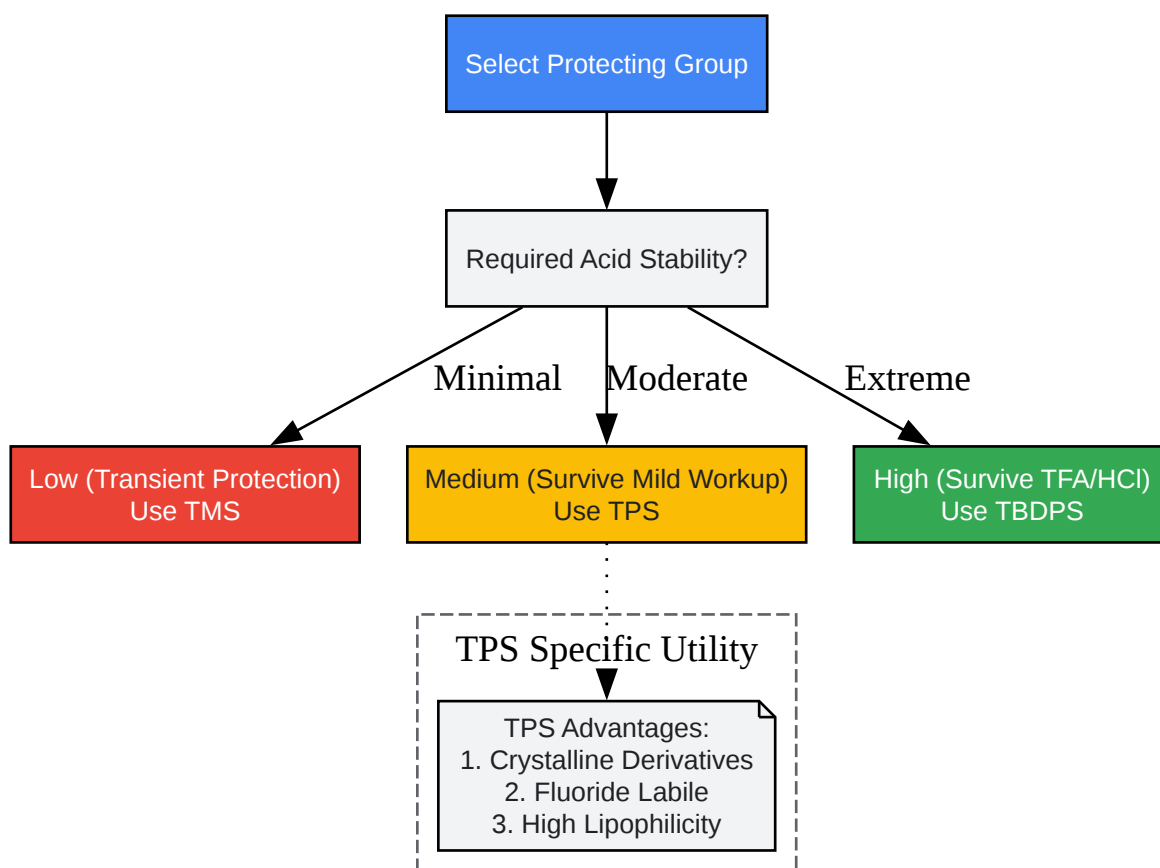 Select Protecting Group
Required Acid Stability?
Minimal
Moderate
Extreme
Low (Transient Protection)
Use TMS
Medium (Survive Mild Workup)
Use TPS
High (Survive TFA/HCl)
Use TBDPS
TPS Specific Utility
TPS Advantages:
1. Crystalline Derivatives
2. Fluoride Labile
3. High Lipophilicity